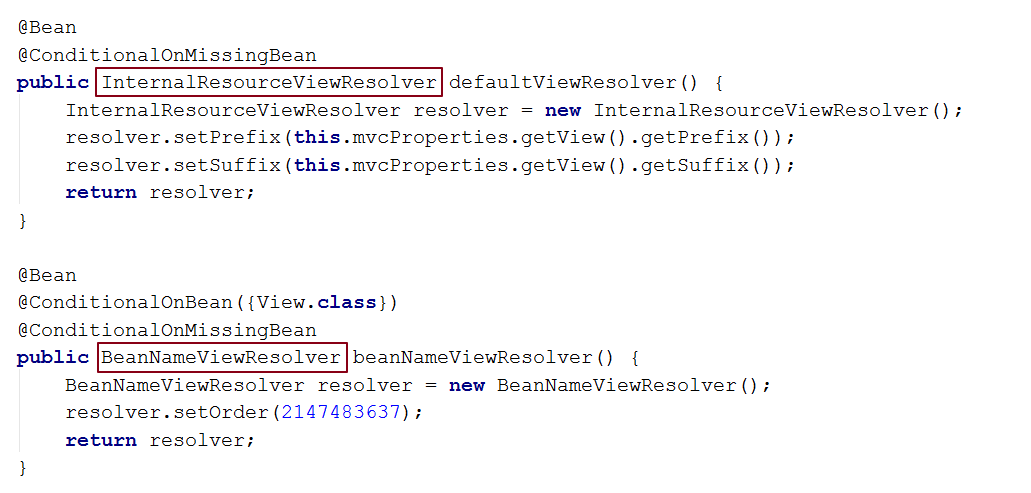 @Bean
@ConditionalOnMissingBean
public InternalResourceViewResolver defaultViewResolver() {
    InternalResourceViewResolver resolver = new InternalResourceViewResolver();
    resolver.setPrefix(this.mvcProperties.getView().getPrefix());
    resolver.setSuffix(this.mvcProperties.getView().getSuffix());
    return resolver;
}
@Bean
@ConditionalOnBean({View.class})
@ConditionalOnMissingBean
public BeanNameViewResolver beanNameViewResolver() {
    BeanNameViewResolver resolver = new BeanNameViewResolver();
    resolver.setOrder(2147483637);
    return resolver;
}